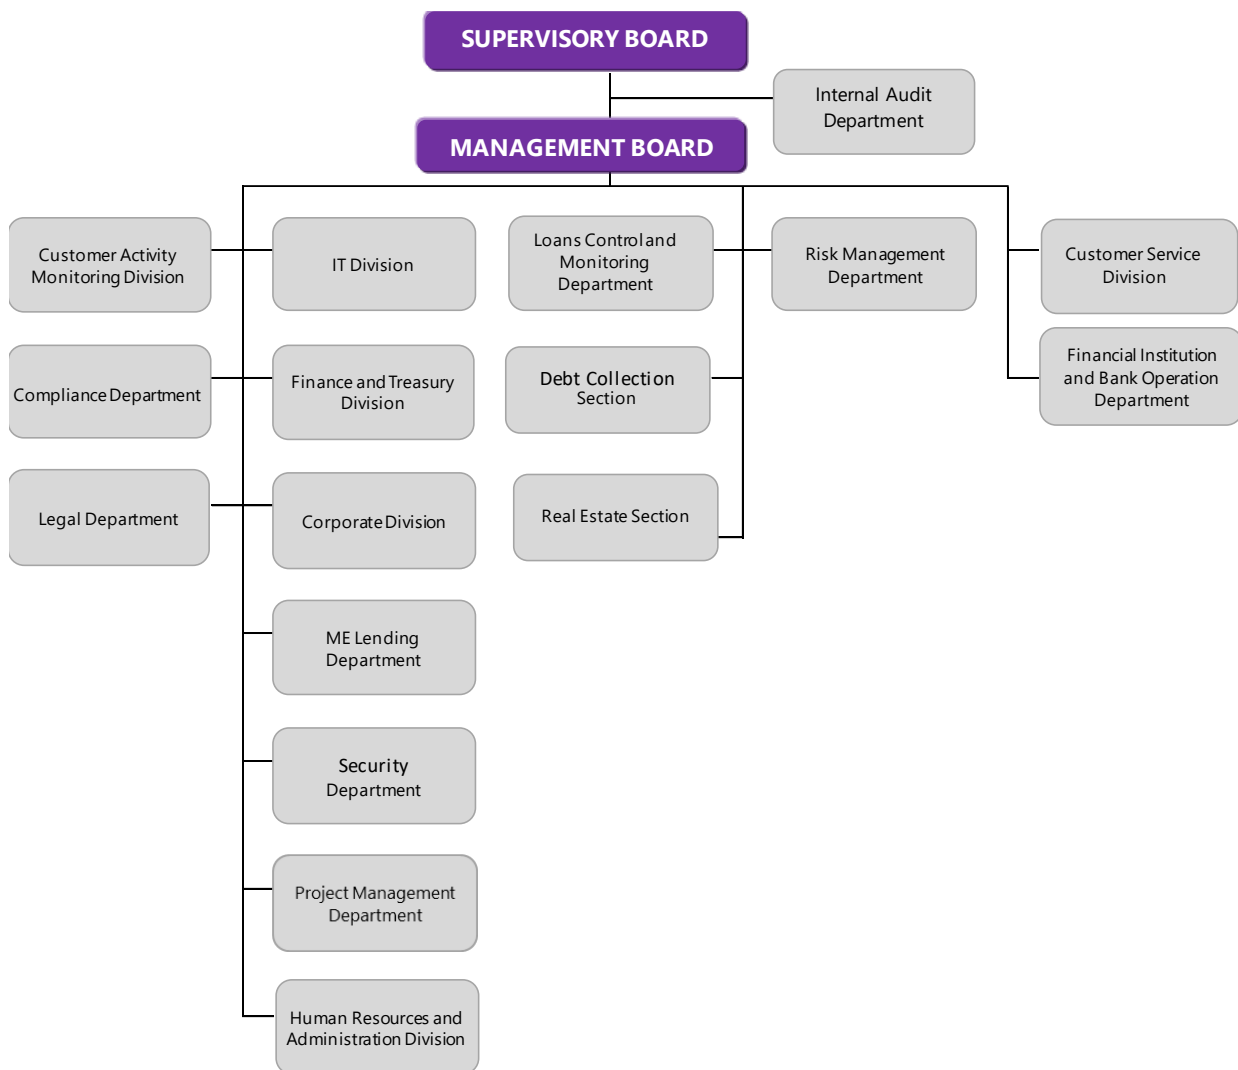 SUPERVISORY BOARD
Internal Audit
Department
MANAGEMENT BOARD
Customer Activity
Monitoring Division
IT Division
Loans Control and
Monitoring
Department
Risk Management
Department
Customer Service
Division
Compliance Department
Finance and Treasury
Division
Debt Collection
Section
Financial Institution
and Bank Operation
Department
Legal Department
Corporate Division
Real Estate Section
ME Lending
Department
Security
Department
Project Management
Department
Human Resources and
Administration Division